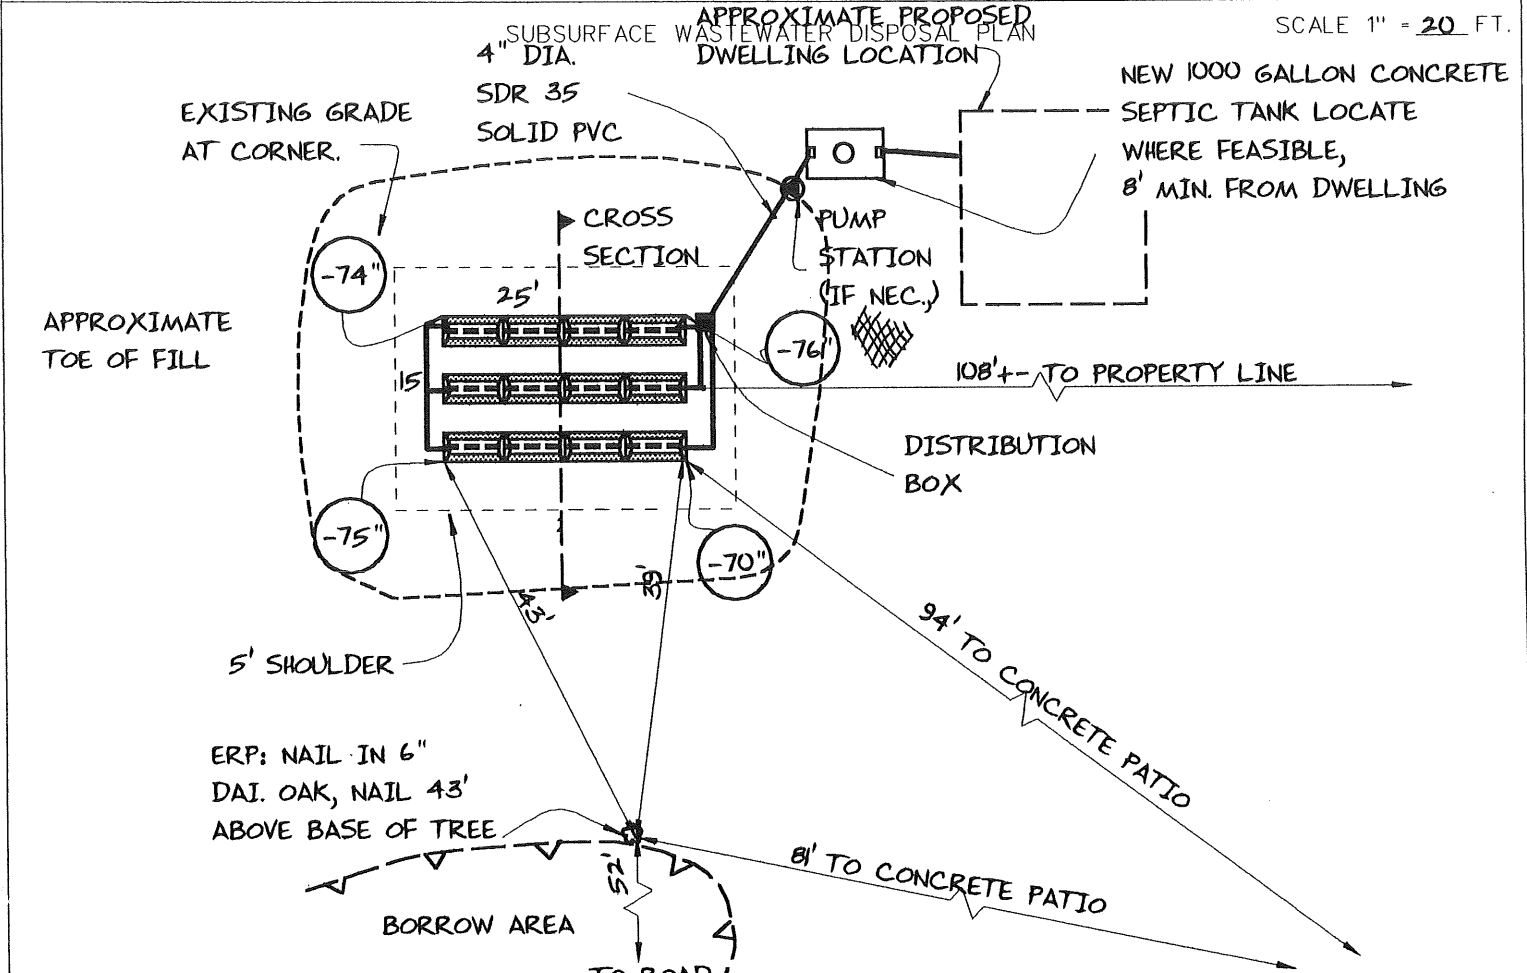 APPROXIMATE PROPOSED
DWELLING LOCATION
SUBSURFACE WASTEWATER DISPOSAL PLAN
SCALE 1" = 20 FT.
4" DIA.
SDR 35
SOLID PVC
NEW 1000 GALLON CONCRETE
SEPTIC TANK LOCATE
WHERE FEASIBLE,
8' MIN. FROM DWELLING
EXISTING GRADE
AT CORNER.
CROSS
SECTION
PUMP
STATION
(IF NEC.,)
-74"
25'
APPROXIMATE
TOE OF FILL
15'
-76"
108'+- TO PROPERTY LINE
DISTRIBUTION
BOX
-75"
-70"
43'
39'
5' SHOULDER
94' TO CONCRETE PATIO
ERP: NAIL IN 6"
DAI. OAK, NAIL 43'
ABOVE BASE OF TREE
52'
81' TO CONCRETE PATIO
BORROW AREA
TO ROAD